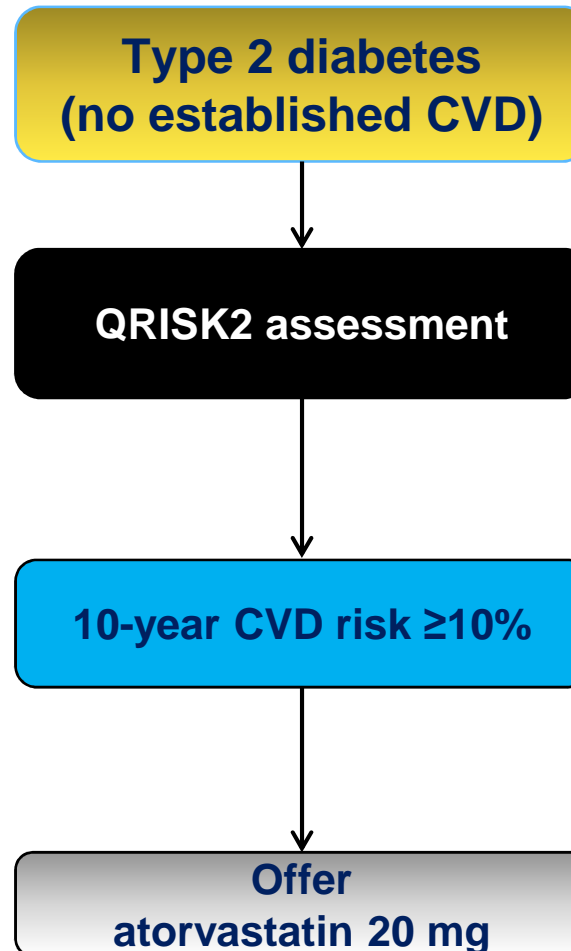 Type 2 diabetes
(no established CVD)
QRISK2 assessment
10-year CVD risk ≥10%
Offer
atorvastatin 20 mg